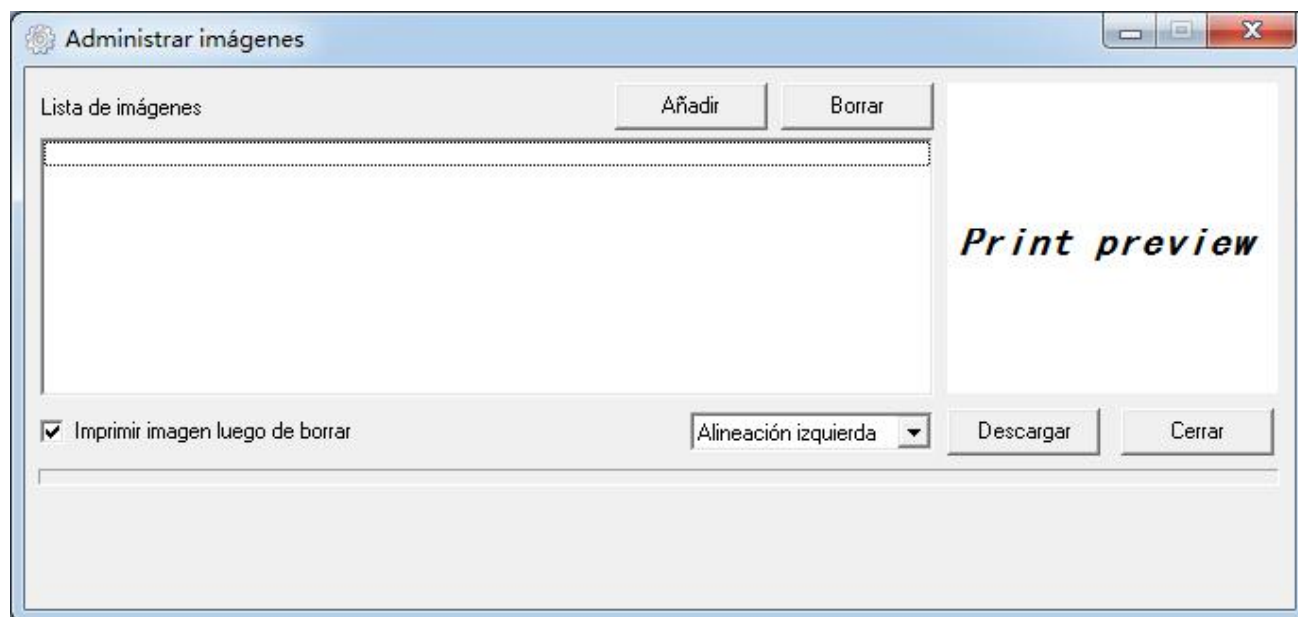 Administrar imágenes
Lista de imágenes
Añadir
Borrar
Print preview
Imprimir imagen luego de borrar
Alineación izquierda
Descargar
Cerrar